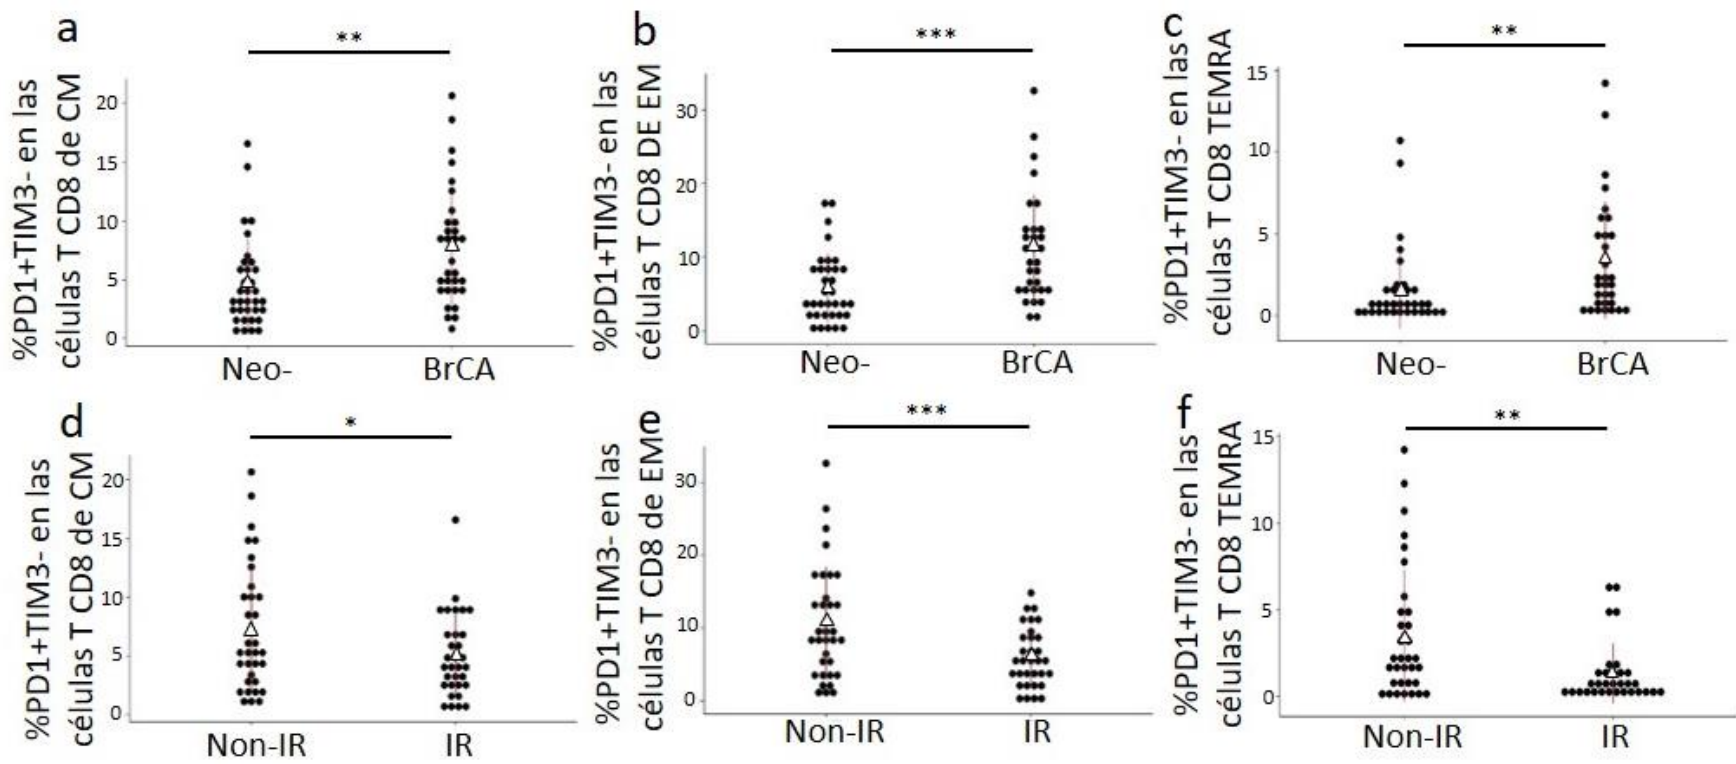 a
**
%PD1+TIM3- en las
células T CD8 de CM
20
15
10
5
0
Neo-
BrCA
b
***
%PD1+TIM3- en las
células T CD8 DE EM
30
20
10
0
Neo-
BrCA
c
**
%PD1+TIM3- en las
células T CD8 TEMRA
15
10
5
0
Neo-
BrCA
d
*
%PD1+TIM3- en las
células T CD8 de CM
20
15
10
5
0
Non-IR
IR
e
***
%PD1+TIM3- en las
células T CD8 de EM
30
20
10
0
Non-IR
IR
f
**
%PD1+TIM3- en las
células T CD8 TEMRA
15
10
5
0
Non-IR
IR